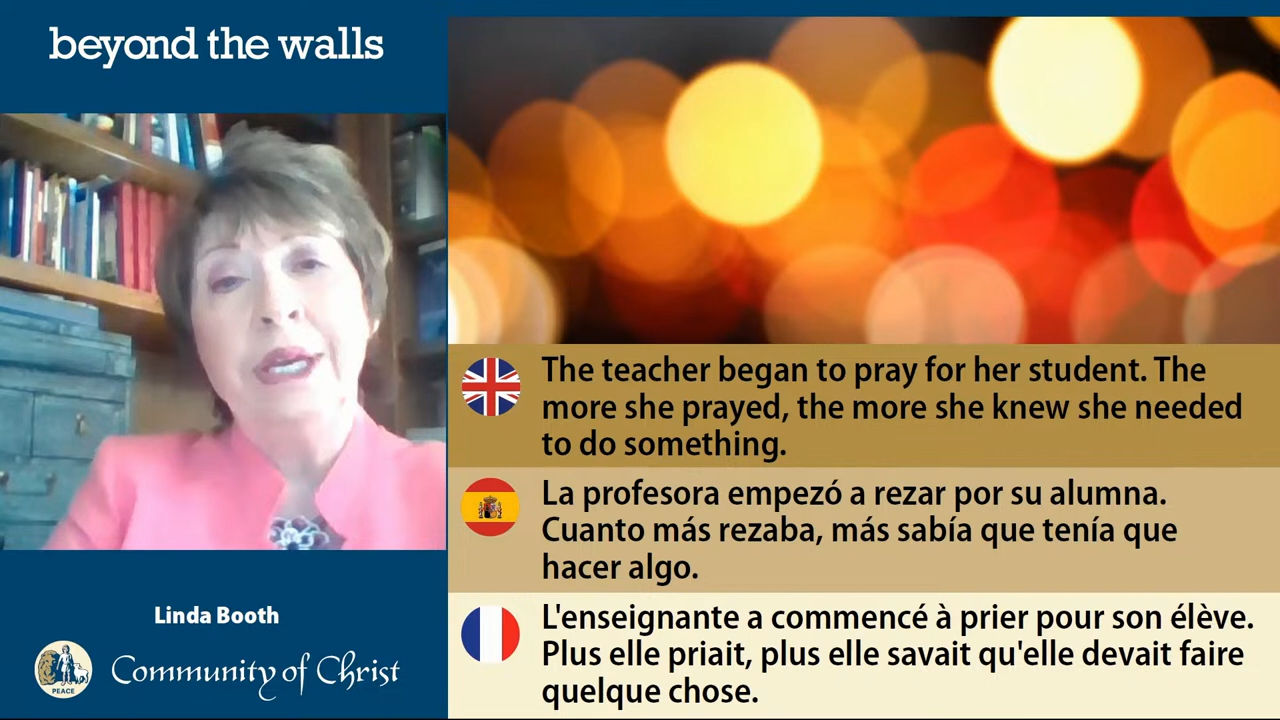 beyond the walls
The teacher began to pray for her student. The
more she prayed, the more she knew she needed
to do something.
La profesora empezó a rezar por su alumna.
Cuanto más rezaba, más sabía que tenía que
hacer algo.
L'enseignante a commencé à prier pour son élève.
Plus elle priait, plus elle savait qu'elle devait faire
quelque chose.
Linda Booth
PEACE
Community of Christ